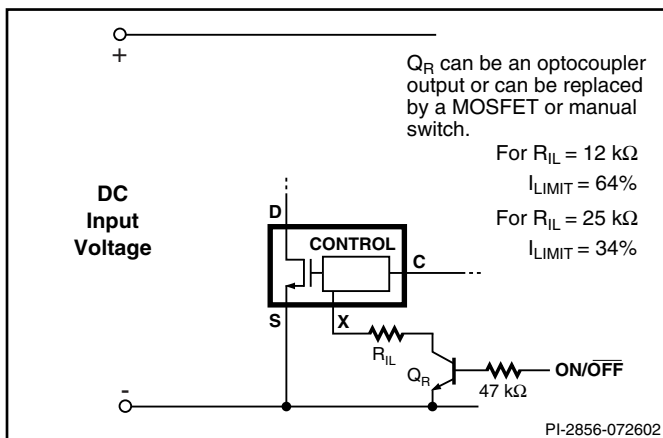 +
Q_R can be an optocoupler
output or can be replaced
by a MOSFET or manual
switch.
For R_IL = 12 kΩ
I_LIMIT = 64%
For R_IL = 25 kΩ
I_LIMIT = 34%
DC
Input
Voltage
D
CONTROL
C
S
X
R_IL
Q_R
47 kΩ
ON/O̅F̅F̅
-
PI-2856-072602